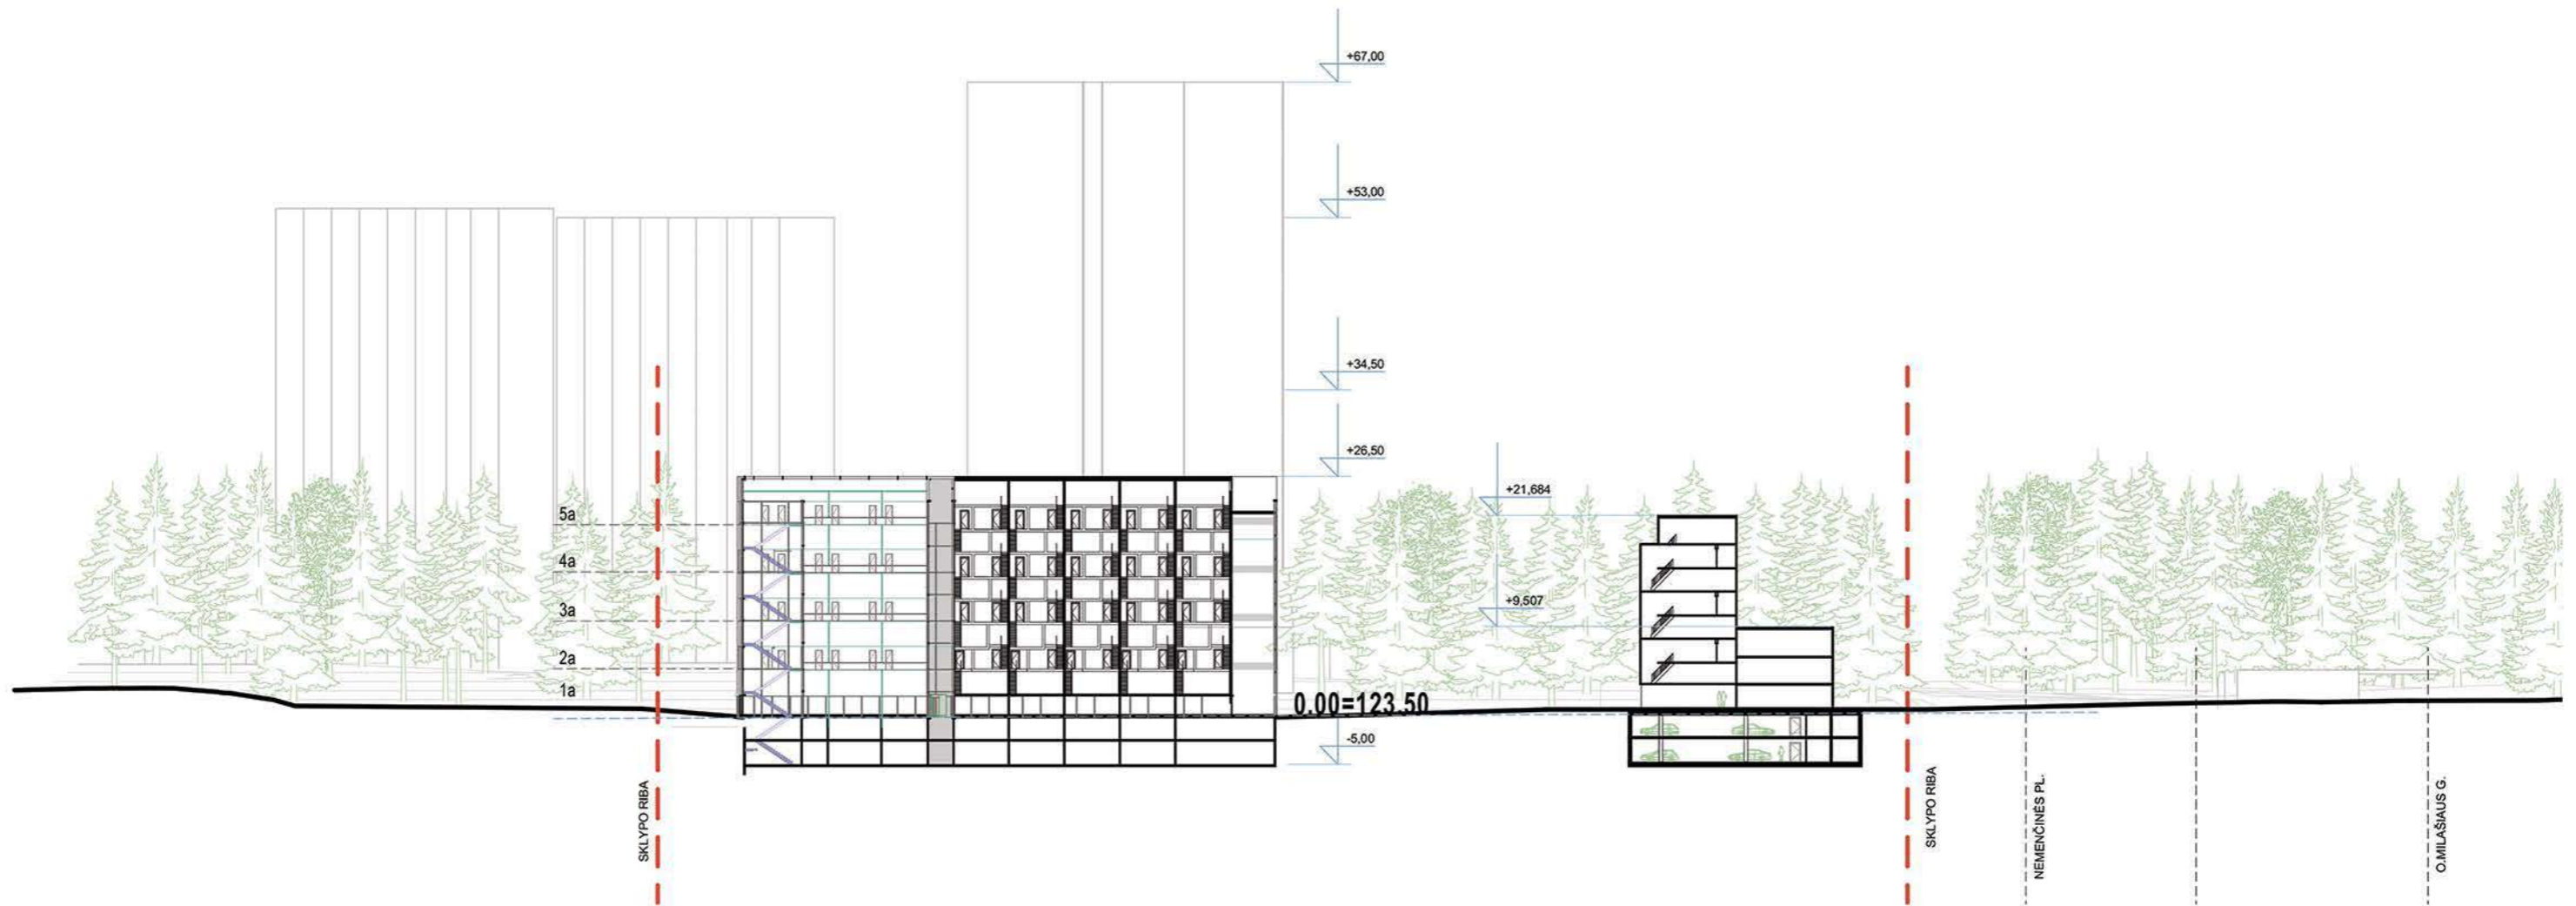 +67,00
+53,00
+34,50
+26,50
+21,684
5a
4a
+9,507
3a
2a
1a
0.00=123.50
-5,00
SKLYPO RIBA
SKLYPO RIBA
NEMENČINĖS PL.
O.MILAŠIAUS G.